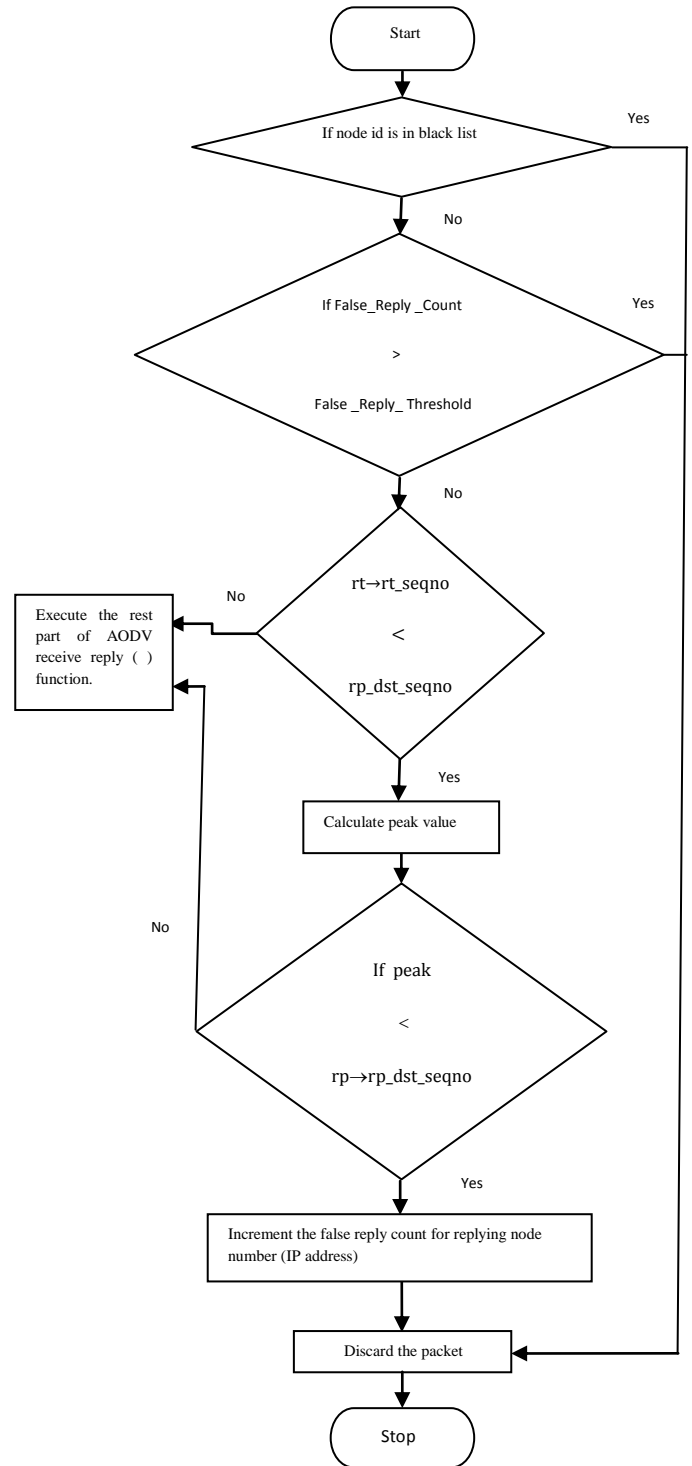 Start
If node id is in black list
Yes
No
If False_Reply _Count
>
False _Reply_ Threshold
Yes
No
rt→rt_seqno
<
rp_dst_seqno
No
Execute the rest
part of AODV
receive reply ( )
function.
Yes
Calculate peak value
No
If peak
<
rp→rp_dst_seqno
Yes
Increment the false reply count for replying node
number (IP address)
Discard the packet
Stop